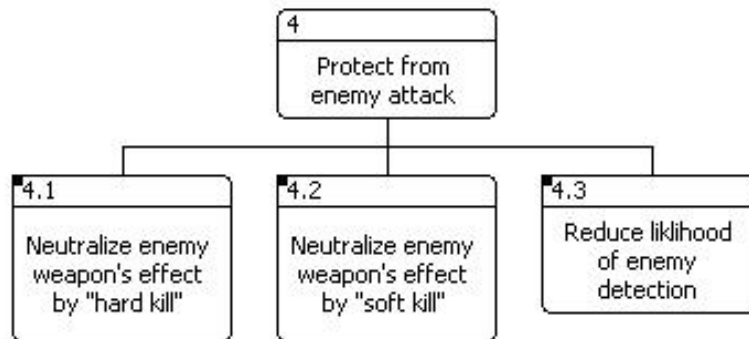 4
Protect from
enemy attack
4.1
Neutralize enemy
weapon's effect
by "hard kill"
4.2
Neutralize enemy
weapon's effect
by "soft kill"
4.3
Reduce liklihood
of enemy
detection